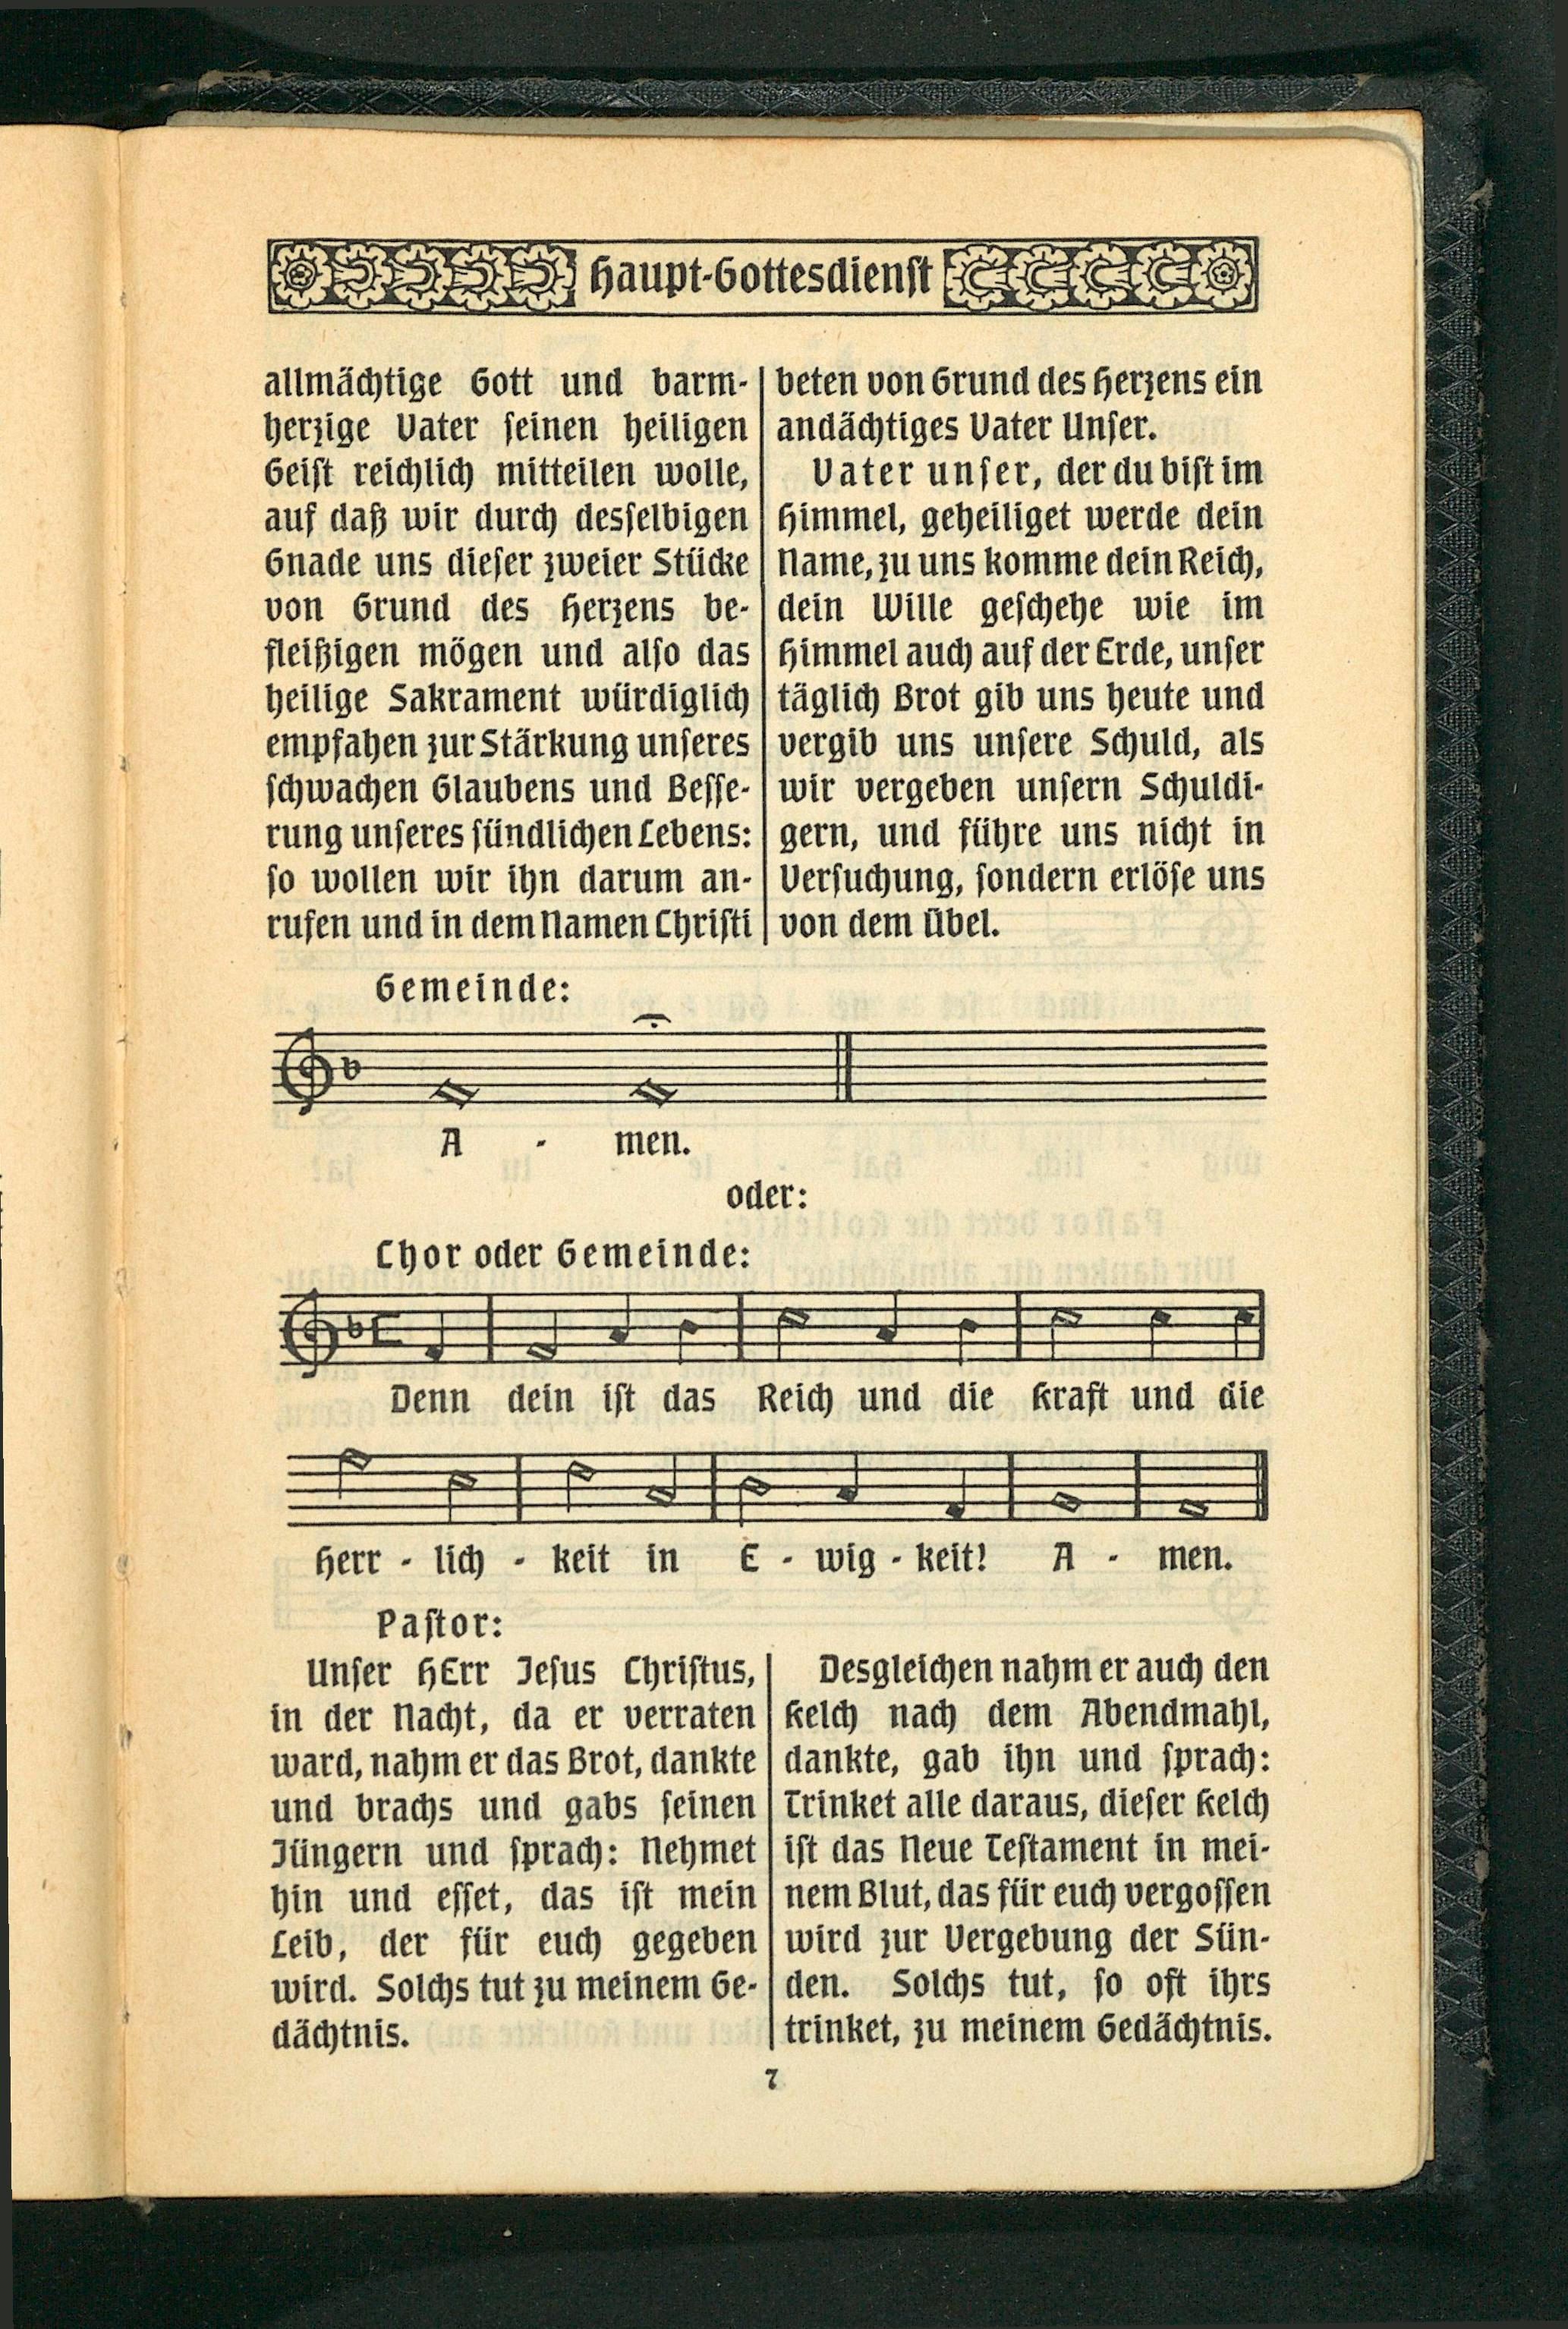 Haupt-Gottesdienst
allmächtige Gott und barm-
herzige Vater ſeinen heiligen
Geiſt reichlich mitteilen wolle,
auf daß wir durch desſelbigen
Gnade uns dieſer zweier Stücke
von Grund des Herzens be-
fleißigen mögen und alſo das
heilige Sakrament würdiglich
empfahen zur Stärkung unſeres
ſchwachen Glaubens und Beſſe-
rung unſeres ſündlichen Lebens:
ſo wollen wir ihn darum an-
rufen und in dem Namen Chriſti
beten von Grund des Herzens ein
andächtiges Vater Unſer.
Vater unſer, der du biſt im
Himmel, geheiliget werde dein
Name, zu uns komme dein Reich,
dein Wille geſchehe wie im
Himmel auch auf der Erde, unſer
täglich Brot gib uns heute und
vergib uns unſere Schuld, als
wir vergeben unſern Schuldi-
gern, und führe uns nicht in
Verſuchung, ſondern erlöſe uns
von dem Übel.
Gemeinde:
A - men.
oder:
Chor oder Gemeinde:
Denn dein iſt das Reich und die Kraft und die
Herr - lich - keit in E - wig - keit! A - men.
Paſtor:
Unſer HErr Jeſus Chriſtus,
in der Nacht, da er verraten
ward, nahm er das Brot, dankte
und brachs und gabs ſeinen
Jüngern und ſprach: Nehmet
hin und eſſet, das iſt mein
Leib, der für euch gegeben
wird. Solchs tut zu meinem Ge-
dächtnis.
Desgleichen nahm er auch den
Kelch nach dem Abendmahl,
dankte, gab ihn und ſprach:
Trinket alle daraus, dieſer Kelch
iſt das Neue Teſtament in mei-
nem Blut, das für euch vergoſſen
wird zur Vergebung der Sün-
den. Solchs tut, ſo oft ihrs
trinket, zu meinem Gedächtnis.
7